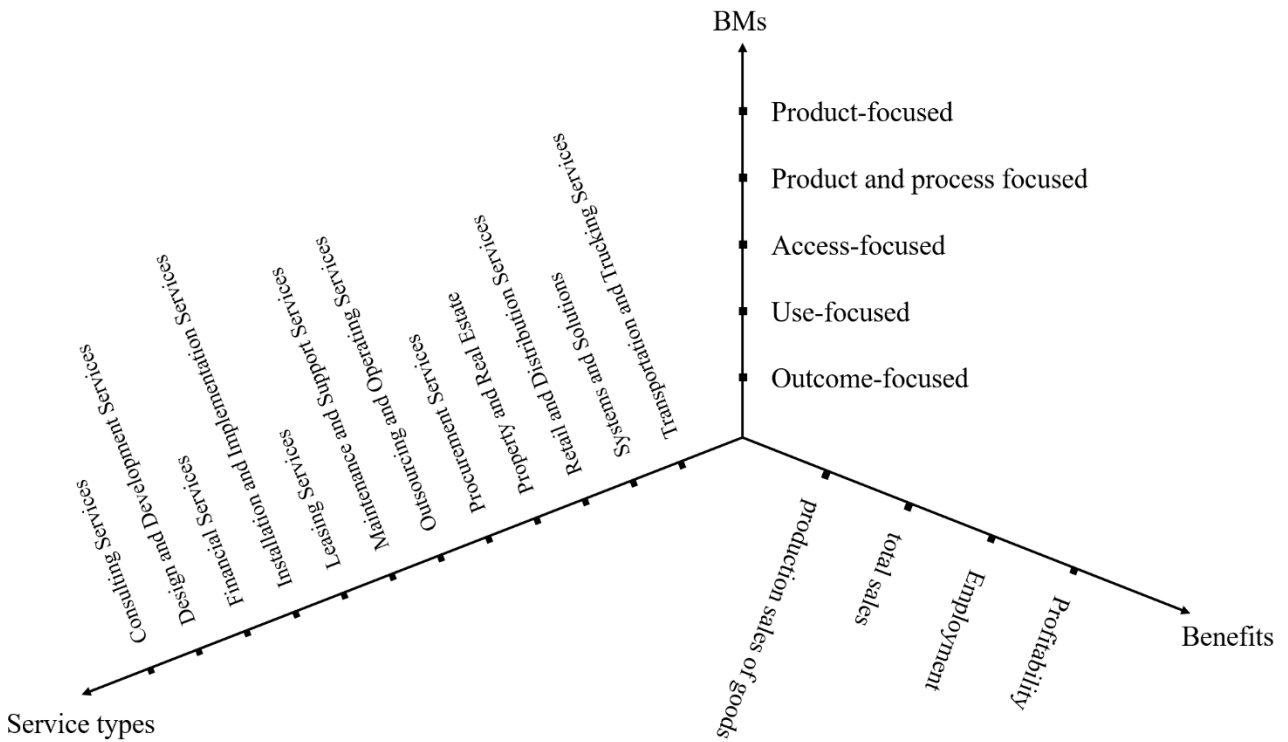 BMs
Product-focused
Product and process focused
Access-focused
Use-focused
Outcome-focused
Consulting Services
Design and Development Services
Financial Services
Installation and Implementation Services
Leasing Services
Maintenance and Support Services
Outsourcing and Operating Services
Procurement Services
Property and Real Estate
Retail and Distribution Services
Systems and Solutions
Transportation and Trucking Services
Service types
production sales of goods
total sales
Employment
Profitability
Benefits